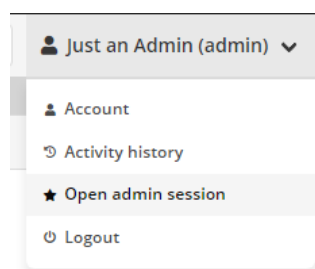 Just an Admin (admin)
Account
Activity history
Open admin session
Logout